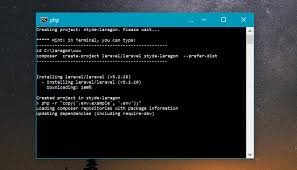 php
Creating project: styde-laragon. Please wait...
***** Hint: in Terminal, you can type:
cd C:\laragon\www
composer create-project laravel/laravel styde-laragon --prefer-dist
Installing laravel/laravel (v5.2.29)
- Installing laravel/laravel (v5.2.29)
Downloading: 100%
Created project in styde-laragon
> php -r "copy('.env.example', '.env');"
Loading composer repositories with package information
Updating dependencies (including require-dev)